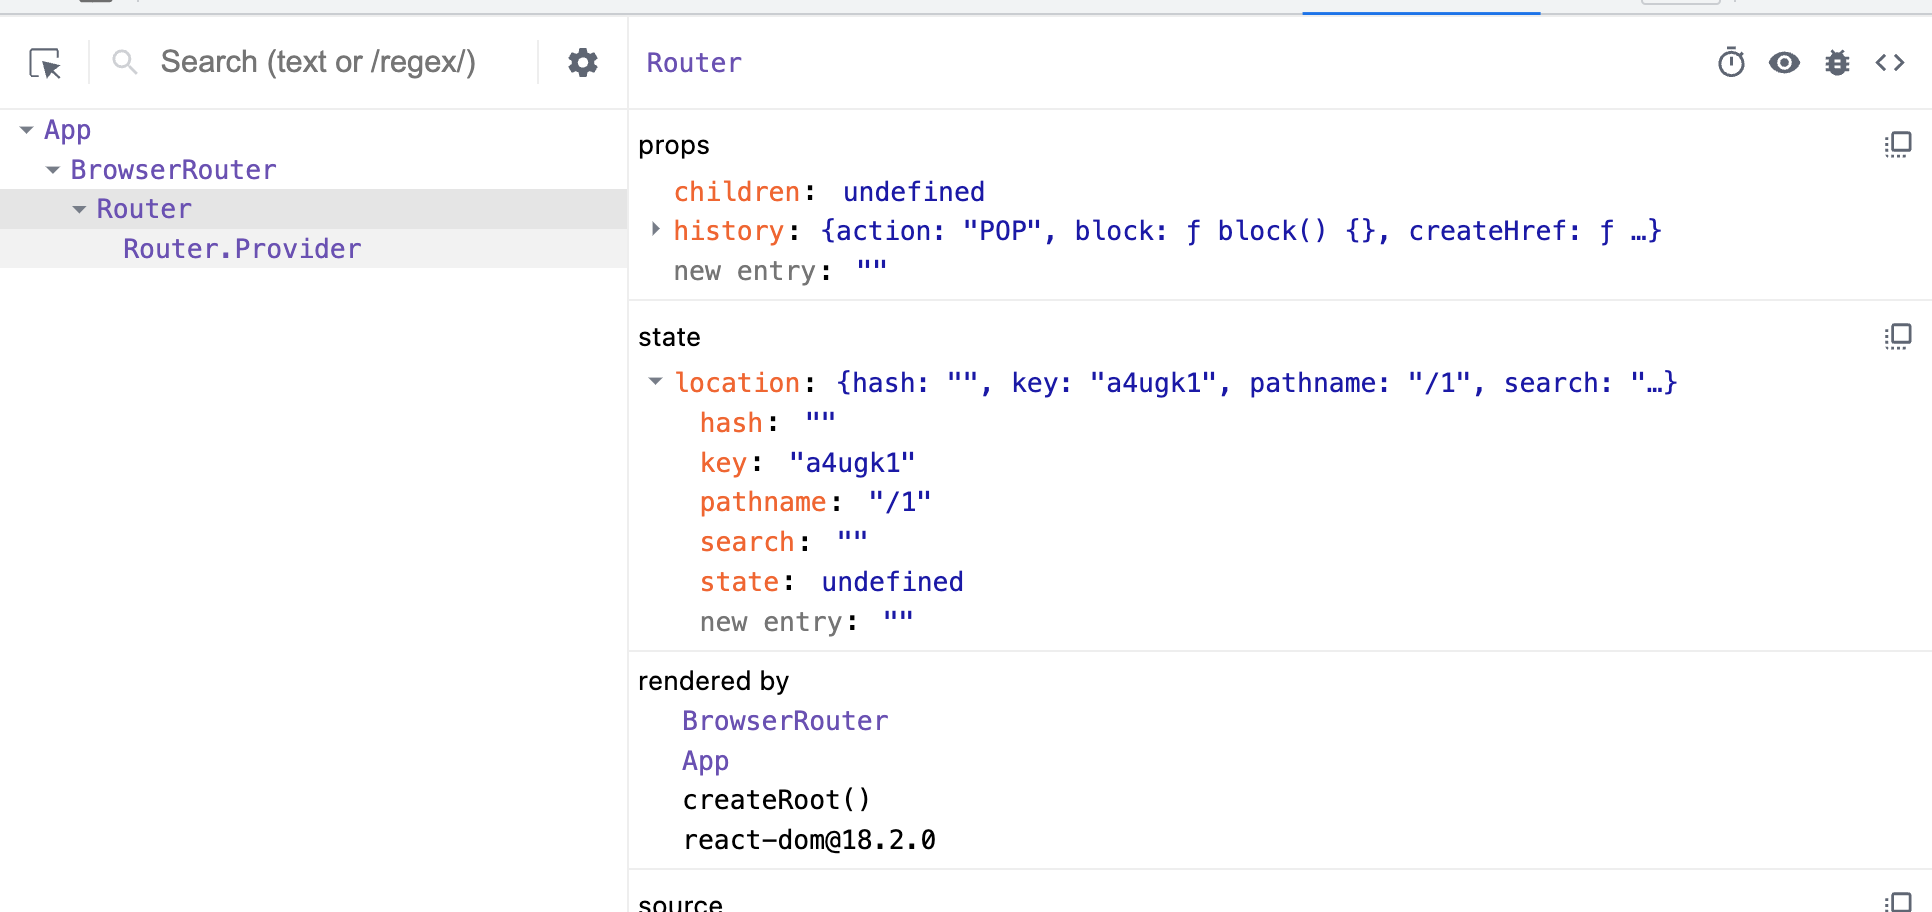 Search (text or /regex/)
App
BrowserRouter
Router
Router.Provider
Router
props
children: undefined
history: {action: "POP", block: ƒ block() {}, createHref: ƒ …}
new entry: ""
state
location: {hash: "", key: "a4ugk1", pathname: "/1", search: "…}
hash: ""
key: "a4ugk1"
pathname: "/1"
search: ""
state: undefined
new entry: ""
rendered by
BrowserRouter
App
createRoot()
react-dom@18.2.0
source